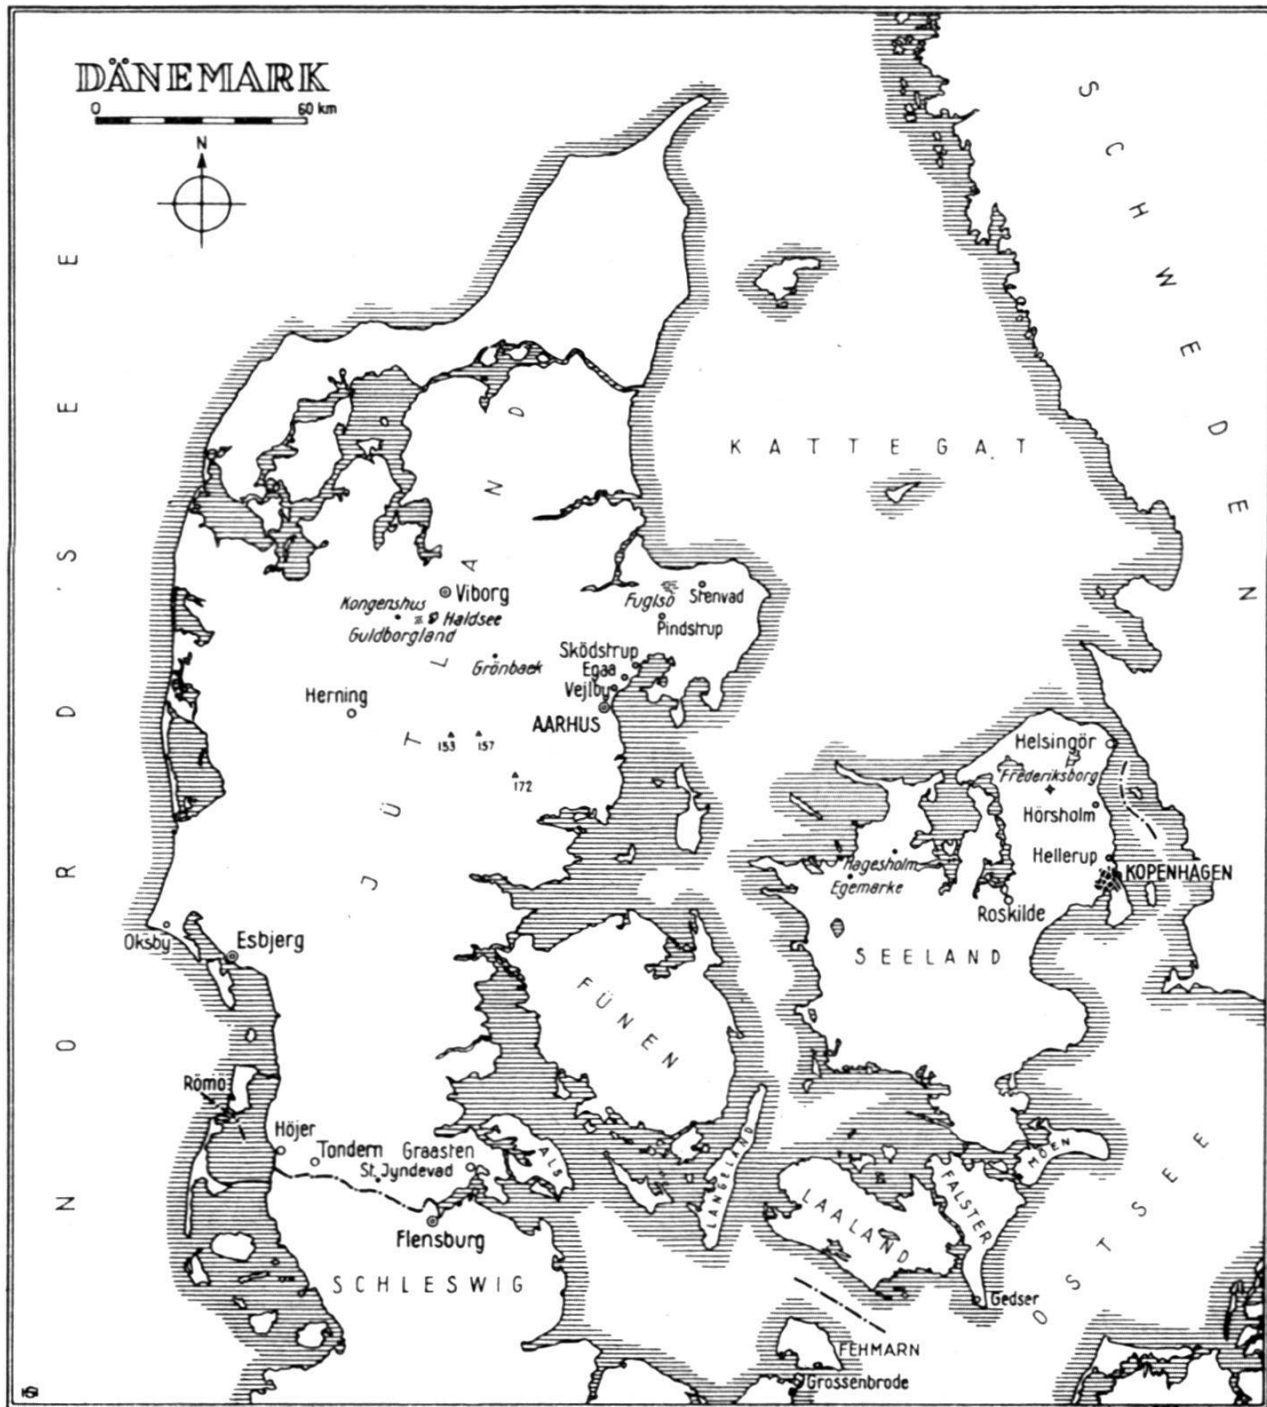 DÄNEMARK
0 60 km
N
SCHWEDEN
NORDSEE
KATTEGAT
JÜTLAND
Viborg
Kongenshus
Haldsee
Guldborgland
Fuglsö
Stenvad
Pindstrup
Grönbaek
Sködstrup
Egaa
Vejlby
AARHUS
Herning
153
157
172
Helsingör
Frederiksborg
Hörsholm
Hellerup
KOPENHAGEN
Hagesholm
Egemarke
Roskilde
SEELAND
Oksby
Esbjerg
FÜNEN
Römö
Höjer
Tondern
Graasten
St. Jyndevad
ALS
LANGELAND
MÖEN
FALSTER
LAALAND
Flensburg
SCHLESWIG
OSTSEE
Gedser
FEHMARN
Grossenbrode